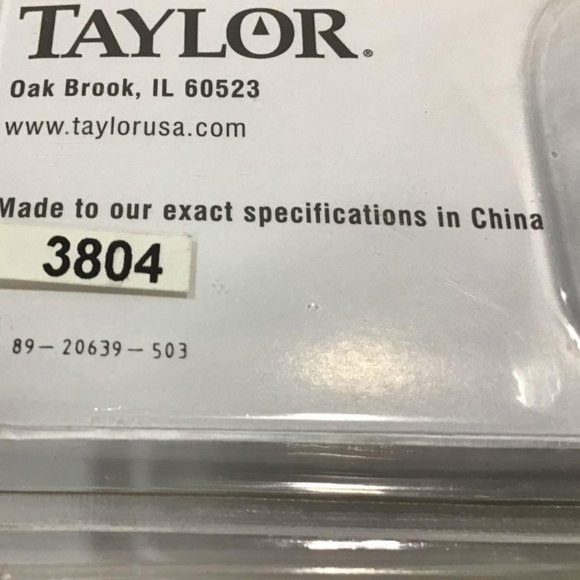 TAYLOR®
Oak Brook, IL 60523
www.taylorusa.com
Made to our exact specifications in China
3804
89-20639-503